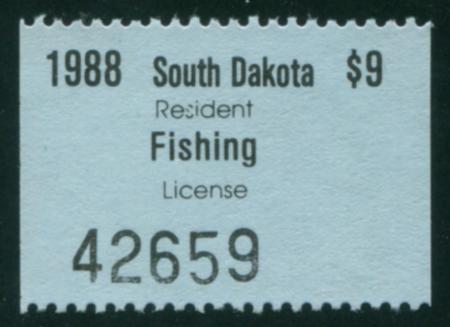 1988 South Dakota $9
Resident
Fishing
License
42659